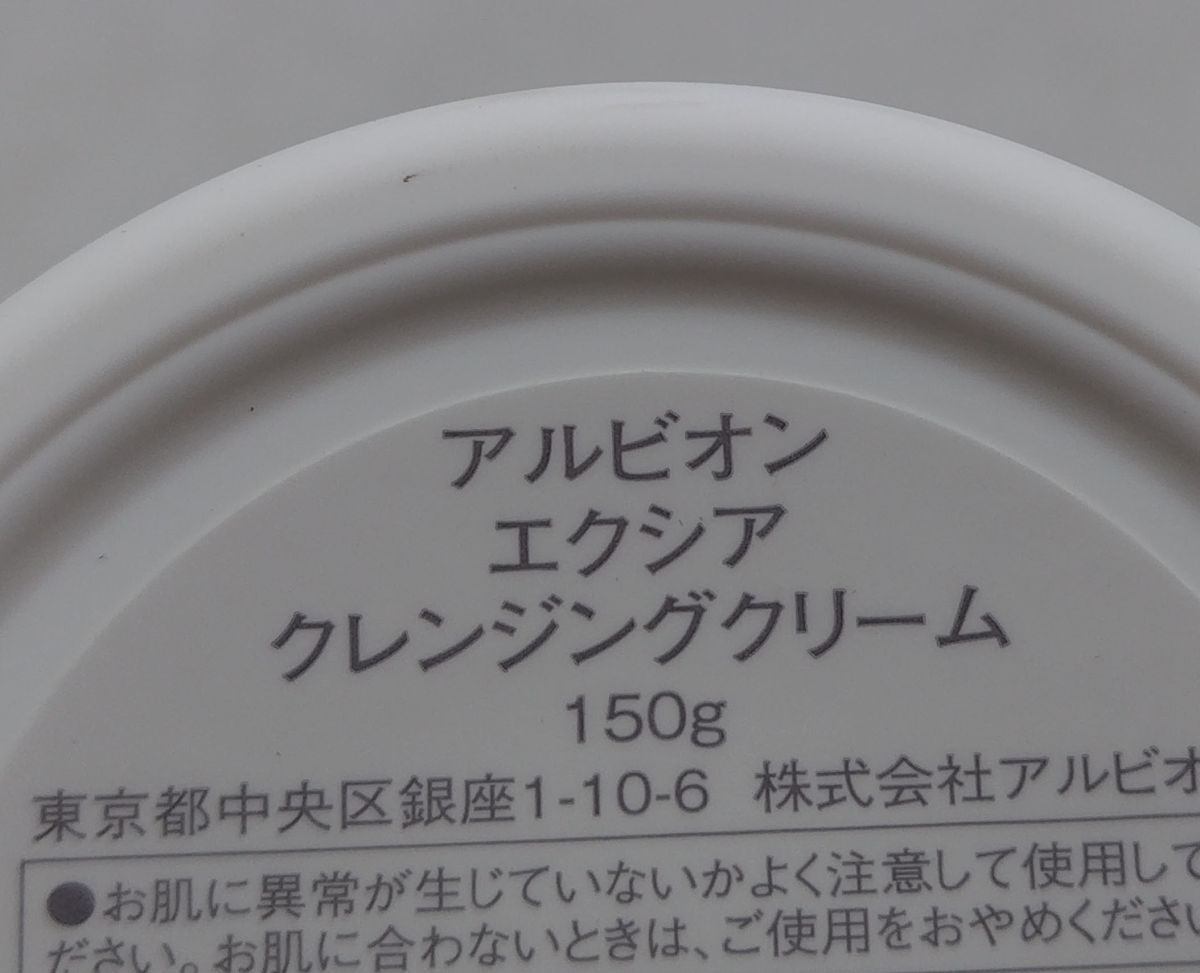 アルビオン
エクシア
クレンジングクリーム
150g
東京都中央区銀座1-10-6 株式会社アルビオ
●お肌に異常が生じていないかよく注意して使用して
ださい。お肌に合わないときは、ご使用をおやめくださ